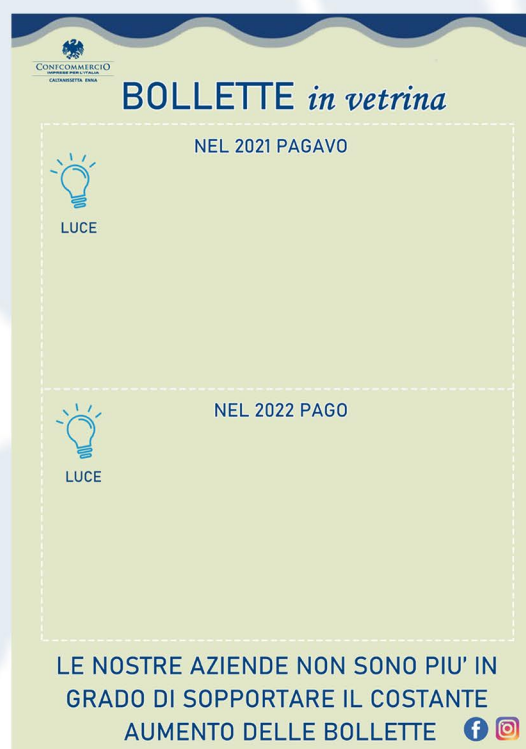 CONFCOMMERCIO
IMPRESE PER L'ITALIA
CALTANISSETTA ENNA
BOLLETTE in vetrina
NEL 2021 PAGAVO
LUCE
NEL 2022 PAGO
LUCE
LE NOSTRE AZIENDE NON SONO PIU' IN
GRADO DI SOPPORTARE IL COSTANTE
AUMENTO DELLE BOLLETTE